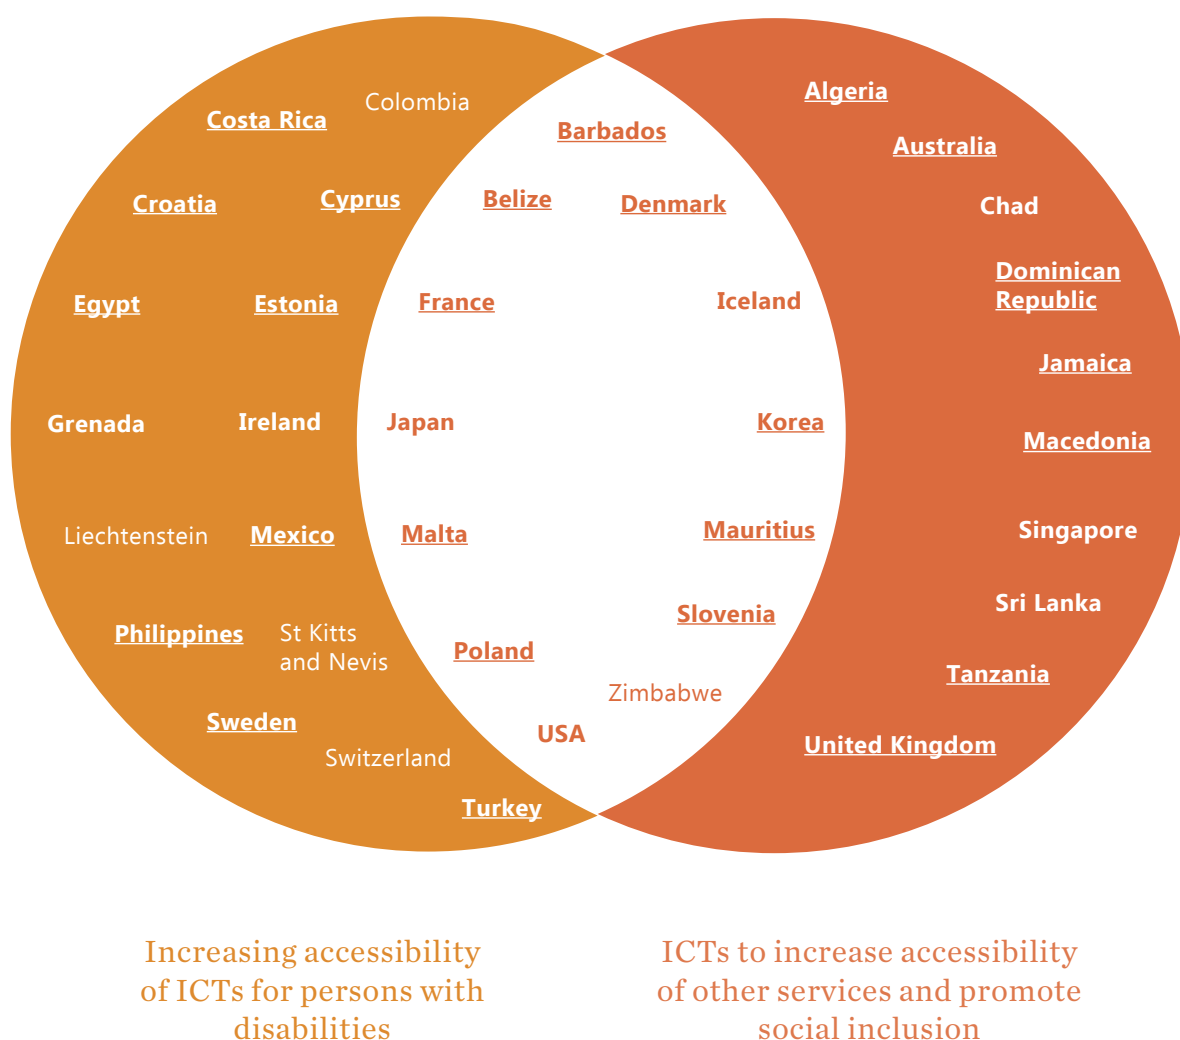 Colombia
Costa Rica
Croatia
Cyprus
Egypt
Estonia
Grenada
Ireland
Liechtenstein
Mexico
Philippines
St Kitts
and Nevis
Sweden
Switzerland
Turkey
Barbados
Belize
Denmark
France
Iceland
Japan
Korea
Malta
Mauritius
Slovenia
Poland
Zimbabwe
USA
Algeria
Australia
Chad
Dominican
Republic
Jamaica
Macedonia
Singapore
Sri Lanka
Tanzania
United Kingdom
Increasing accessibility
of ICTs for persons with
disabilities
ICTs to increase accessibility
of other services and promote
social inclusion